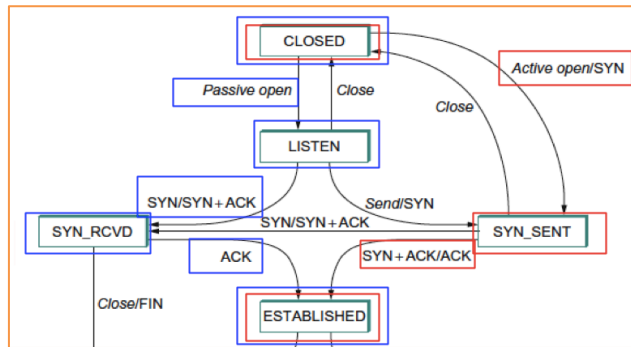 CLOSED
Active open/SYN
Passive open
Close
Close
LISTEN
SYN/SYN + ACK
Send/SYN
SYN/SYN + ACK
SYN_RCVD
SYN_SENT
ACK
SYN + ACK/ACK
Close/FIN
ESTABLISHED